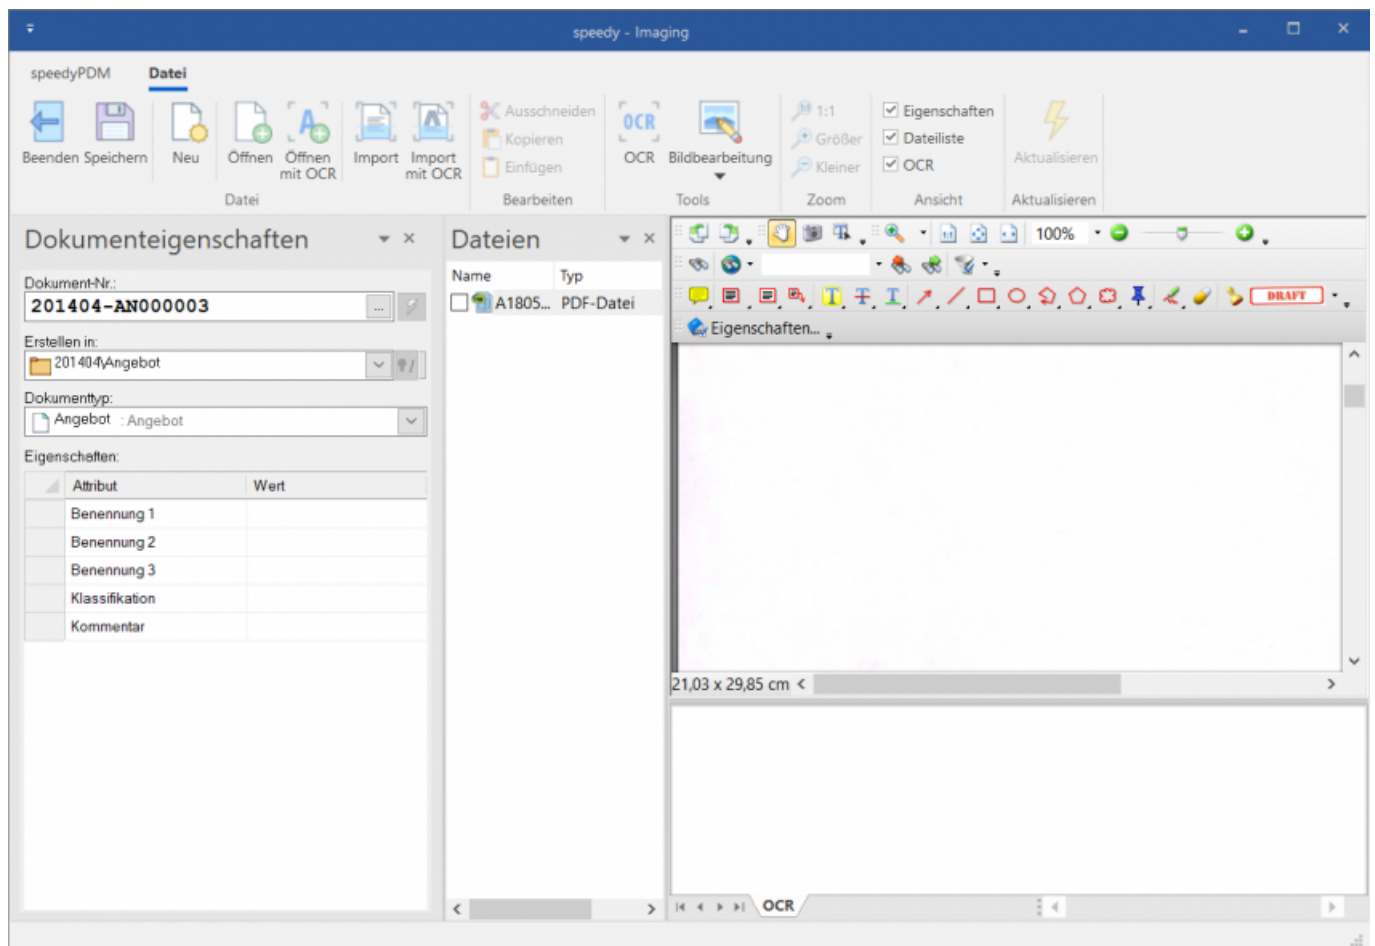 speedy - Imaging
speedyPDM Datei
Beenden Speichern Neu Öffnen Öffnen mit OCR Import Import mit OCR
Datei
Ausschneiden
Kopieren
Einfügen
Bearbeiten
OCR
OCR Bildbearbeitung
Tools
1:1
Größer
Kleiner
Zoom
Eigenschaften
Dateiliste
OCR
Ansicht
Aktualisieren
Aktualisieren
Dokumenteigenschaften
Dokument-Nr.:
201404-AN000003
...
Erstellen in:
201404\Angebot
Dokumenttyp:
Angebot : Angebot
Eigenschaften:
Attribut Wert
Benennung 1
Benennung 2
Benennung 3
Klassifikation
Kommentar
Dateien
Name Typ
A1805... PDF-Datei
100%
DRAFT
Eigenschaften...
21,03 x 29,85 cm
OCR